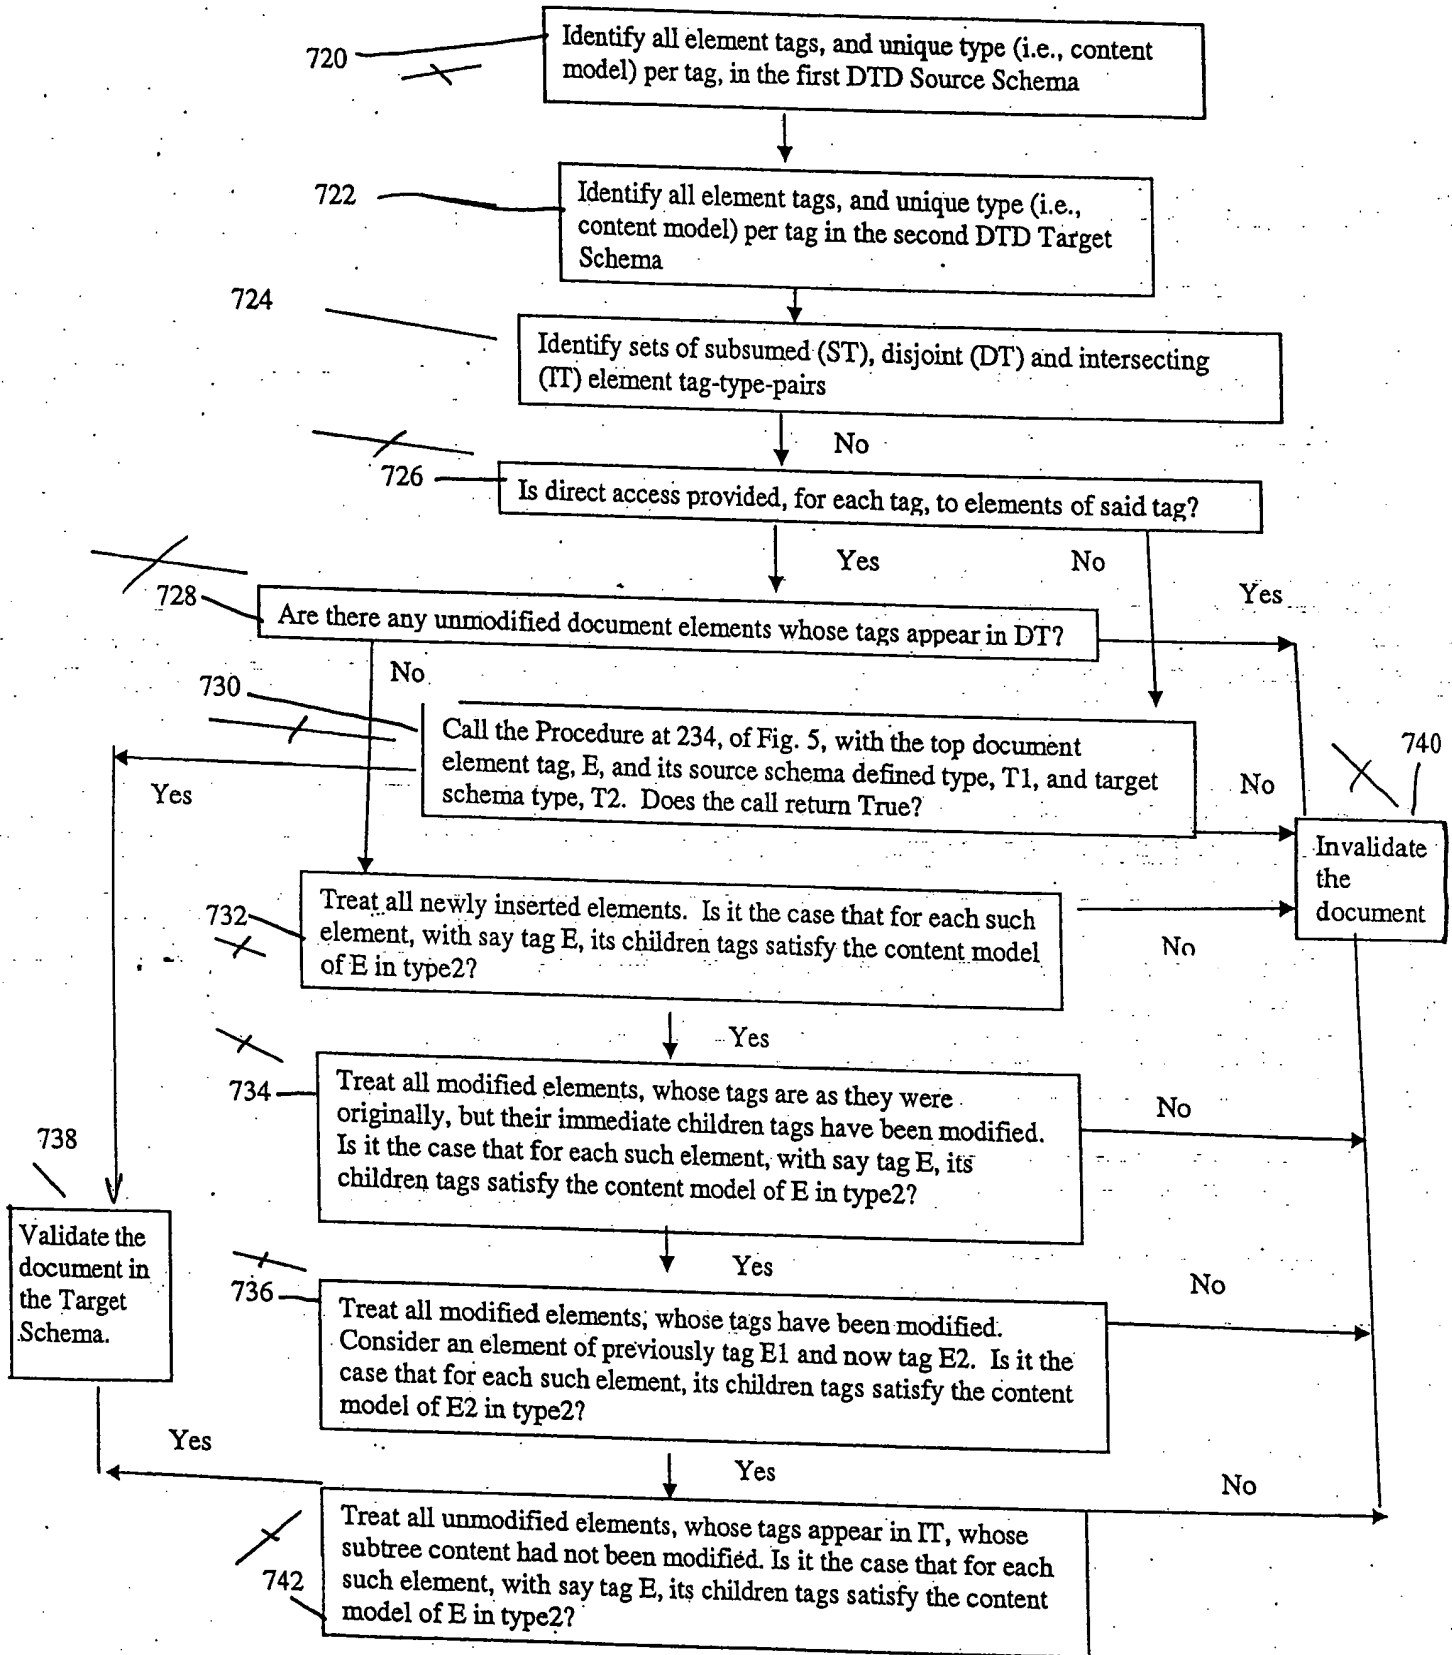 720
Identify all element tags, and unique type (i.e., content
model) per tag, in the first DTD Source Schema
722
Identify all element tags, and unique type (i.e.,
content model) per tag in the second DTD Target
Schema
724
Identify sets of subsumed (ST), disjoint (DT) and intersecting
(IT) element tag-type-pairs
No
726
Is direct access provided, for each tag, to elements of said tag?
Yes
No
Yes
728
Are there any unmodified document elements whose tags appear in DT?
No
730
Call the Procedure at 234, of Fig. 5, with the top document
element tag, E, and its source schema defined type, T1, and target
schema type, T2. Does the call return True?
Yes
No
740
Invalidate
the
document
732
Treat all newly inserted elements. Is it the case that for each such
element, with say tag E, its children tags satisfy the content model
of E in type2?
No
Yes
734
Treat all modified elements, whose tags are as they were
originally, but their immediate children tags have been modified.
Is it the case that for each such element, with say tag E, its
children tags satisfy the content model of E in type2?
No
738
Validate the
document in
the Target
Schema.
Yes
736
Treat all modified elements, whose tags have been modified.
Consider an element of previously tag E1 and now tag E2. Is it the
case that for each such element, its children tags satisfy the content
model of E2 in type2?
No
Yes
Yes
No
742
Treat all unmodified elements, whose tags appear in IT, whose
subtree content had not been modified. Is it the case that for each
such element, with say tag E, its children tags satisfy the content
model of E in type2?